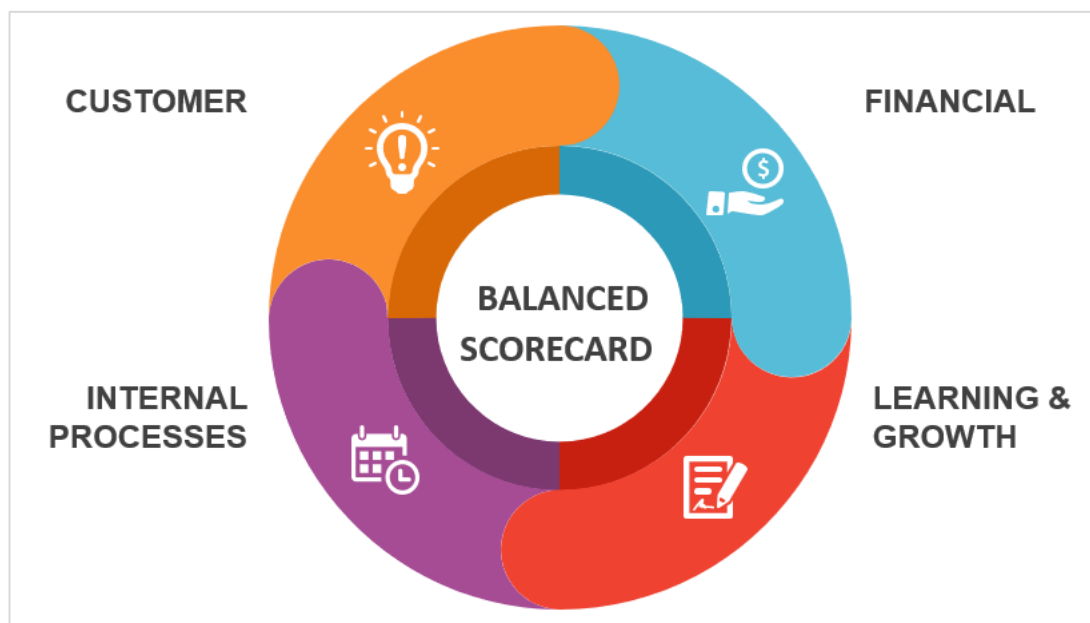 CUSTOMER
FINANCIAL
$
BALANCED
SCORECARD
INTERNAL
PROCESSES
LEARNING &
GROWTH